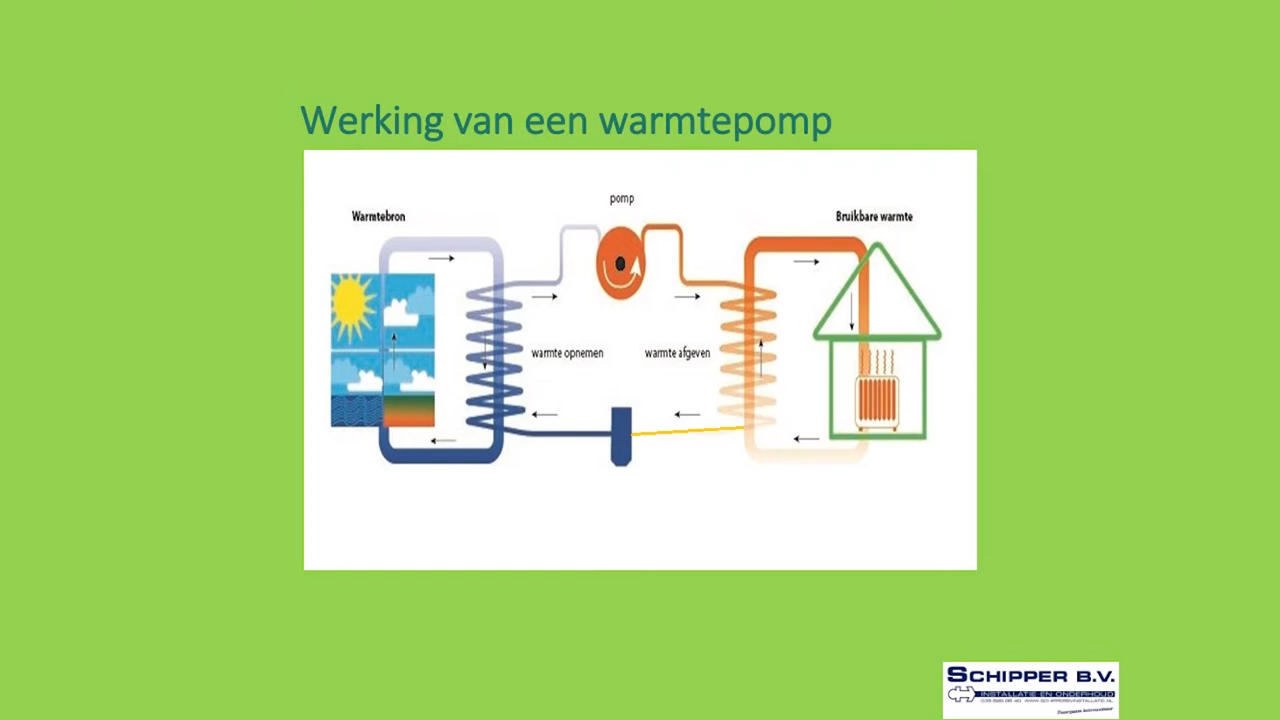 Werking van een warmtepomp
pomp
Warmtebron
Bruikbare warmte
warmte opnemen
warmte afgeven
SCHIPPER B.V.
INSTALLATIE EN ONDERHOUD